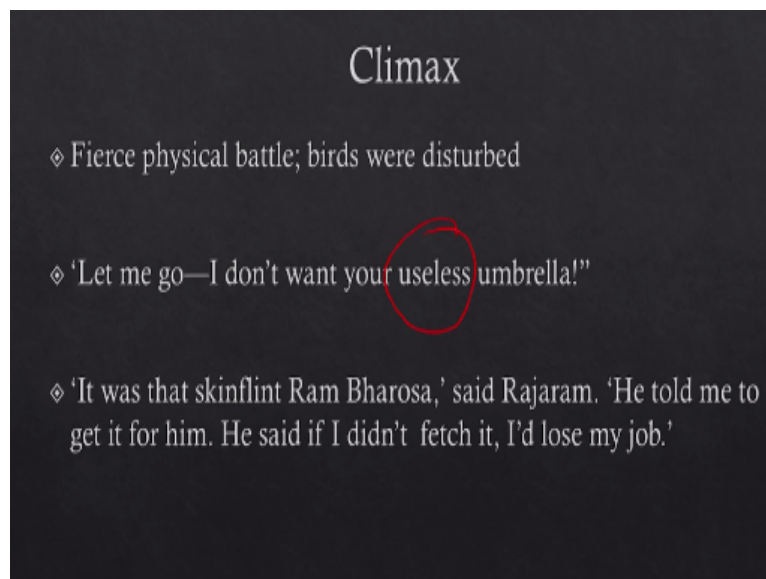 Climax
Fierce physical battle; birds were disturbed
‘Let me go—I don’t want your useless umbrella!”
‘It was that skinflint Ram Bharosa,’ said Rajaram. ‘He told me to
get it for him. He said if I didn’t fetch it, I’d lose my job.’